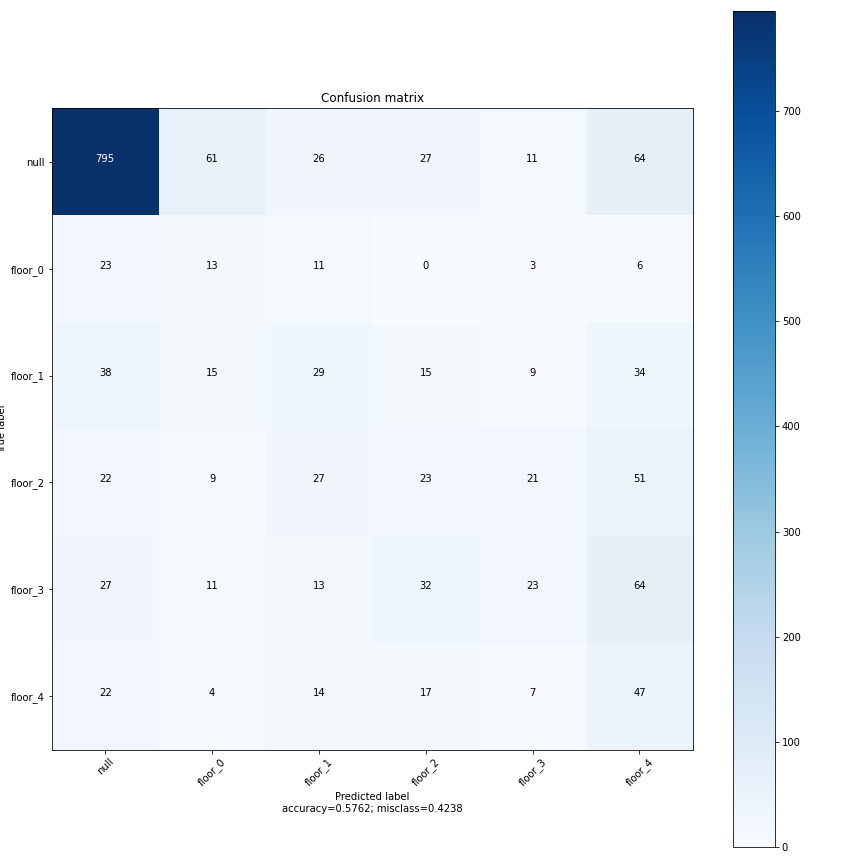 Confusion matrix
null 795 61 26 27 11 64
floor_0 23 13 11 0 3 6
floor_1 38 15 29 15 9 34
floor_2 22 9 27 23 21 51
floor_3 27 11 13 32 23 64
floor_4 22 4 14 17 7 47
null floor_0 floor_1 floor_2 floor_3 floor_4
Predicted label
accuracy=0.5762; misclass=0.4238
True label
700
600
500
400
300
200
100
0